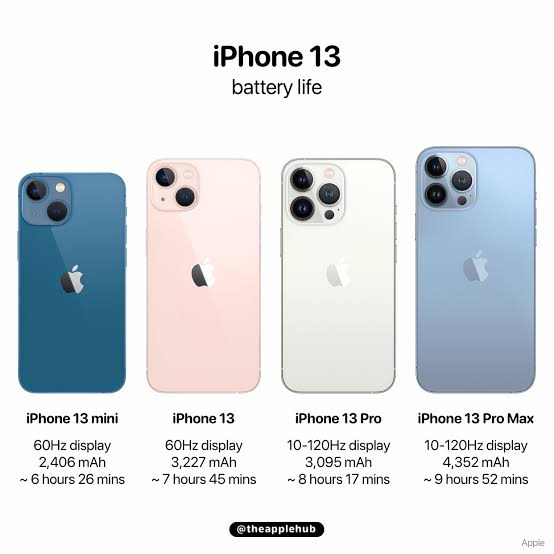 iPhone 13
battery life
iPhone 13 mini
60Hz display
2,406 mAh
~ 6 hours 26 mins
iPhone 13
60Hz display
3,227 mAh
~ 7 hours 45 mins
iPhone 13 Pro
10-120Hz display
3,095 mAh
~ 8 hours 17 mins
iPhone 13 Pro Max
10-120Hz display
4,352 mAh
~ 9 hours 52 mins
@theapplehub
Apple